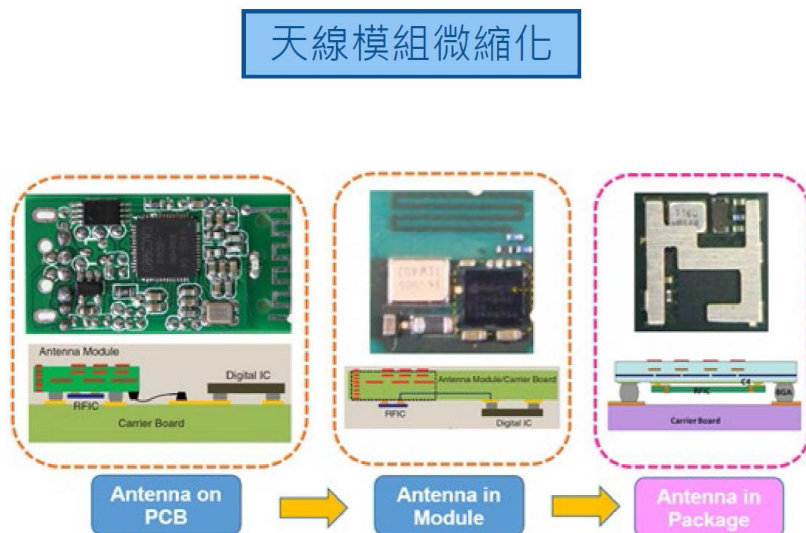 天線模組微縮化
Antenna Module
Digital IC
RFIC
Carrier Board
Antenna Module/Carrier Board
RFIC
Digital IC
C4
RFIC
BGA
Carrier Board
Antenna on
PCB
Antenna in
Module
Antenna in
Package